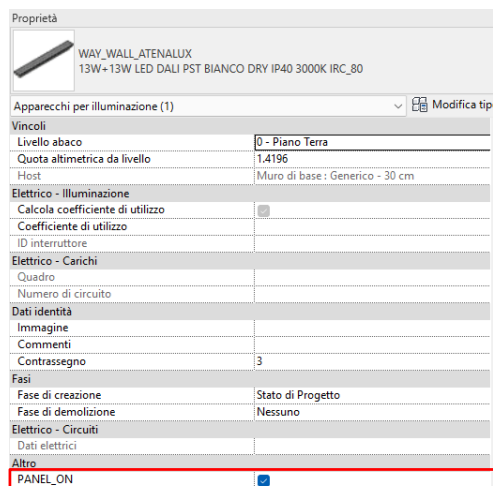 Proprietà
WAY_WALL_ATENALUX
13W+13W LED DALI PST BIANCO DRY IP40 3000K IRC_80
Apparecchi per illuminazione (1) Modifica tip
Vincoli
Livello abaco 0 - Piano Terra
Quota altimetrica da livello 1.4196
Host Muro di base : Generico - 30 cm
Elettrico - Illuminazione
Calcola coefficiente di utilizzo
Coefficiente di utilizzo
ID interruttore
Elettrico - Carichi
Quadro
Numero di circuito
Dati identità
Immagine
Commenti
Contrassegno 3
Fasi
Fase di creazione Stato di Progetto
Fase di demolizione Nessuno
Elettrico - Circuiti
Dati elettrici
Altro
PANEL_ON